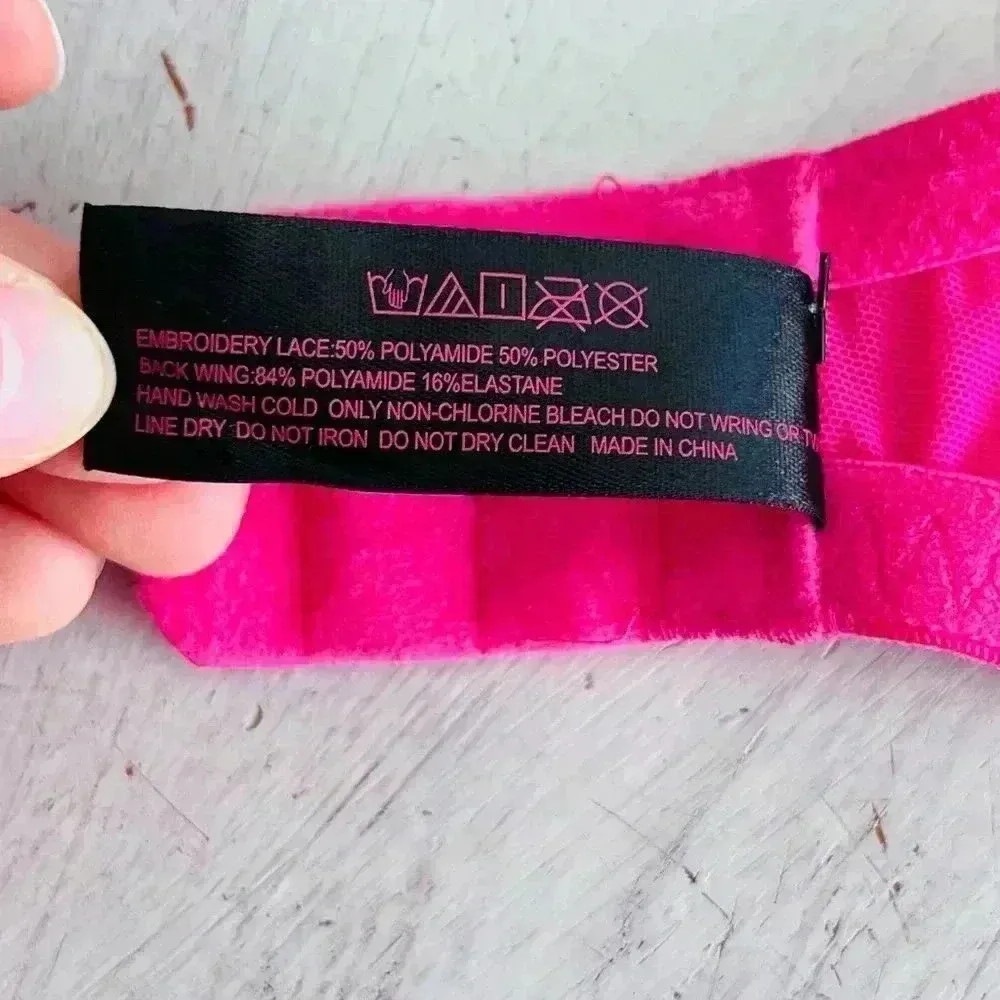 EMBROIDERY LACE:50% POLYAMIDE 50% POLYESTER
BACK WING:84% POLYAMIDE 16%ELASTANE
HAND WASH COLD ONLY NON-CHLORINE BLEACH DO NOT WRING OR
LINE DRY DO NOT IRON DO NOT DRY CLEAN MADE IN CHINA